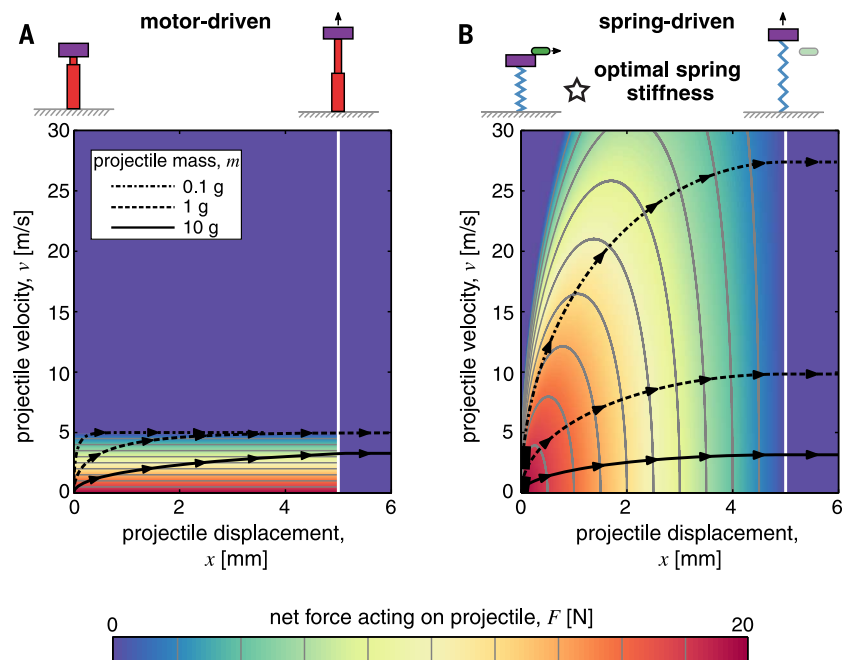 A
motor-driven
B
spring-driven
optimal spring
stiffness
projectile velocity, v [m/s]
30
25
20
15
10
5
0
projectile mass, m
0.1 g
1 g
10 g
0 2 4 6
projectile displacement,
x [mm]
projectile velocity, v [m/s]
30
25
20
15
10
5
0
0 2 4 6
projectile displacement,
x [mm]
0 net force acting on projectile, F [N] 20